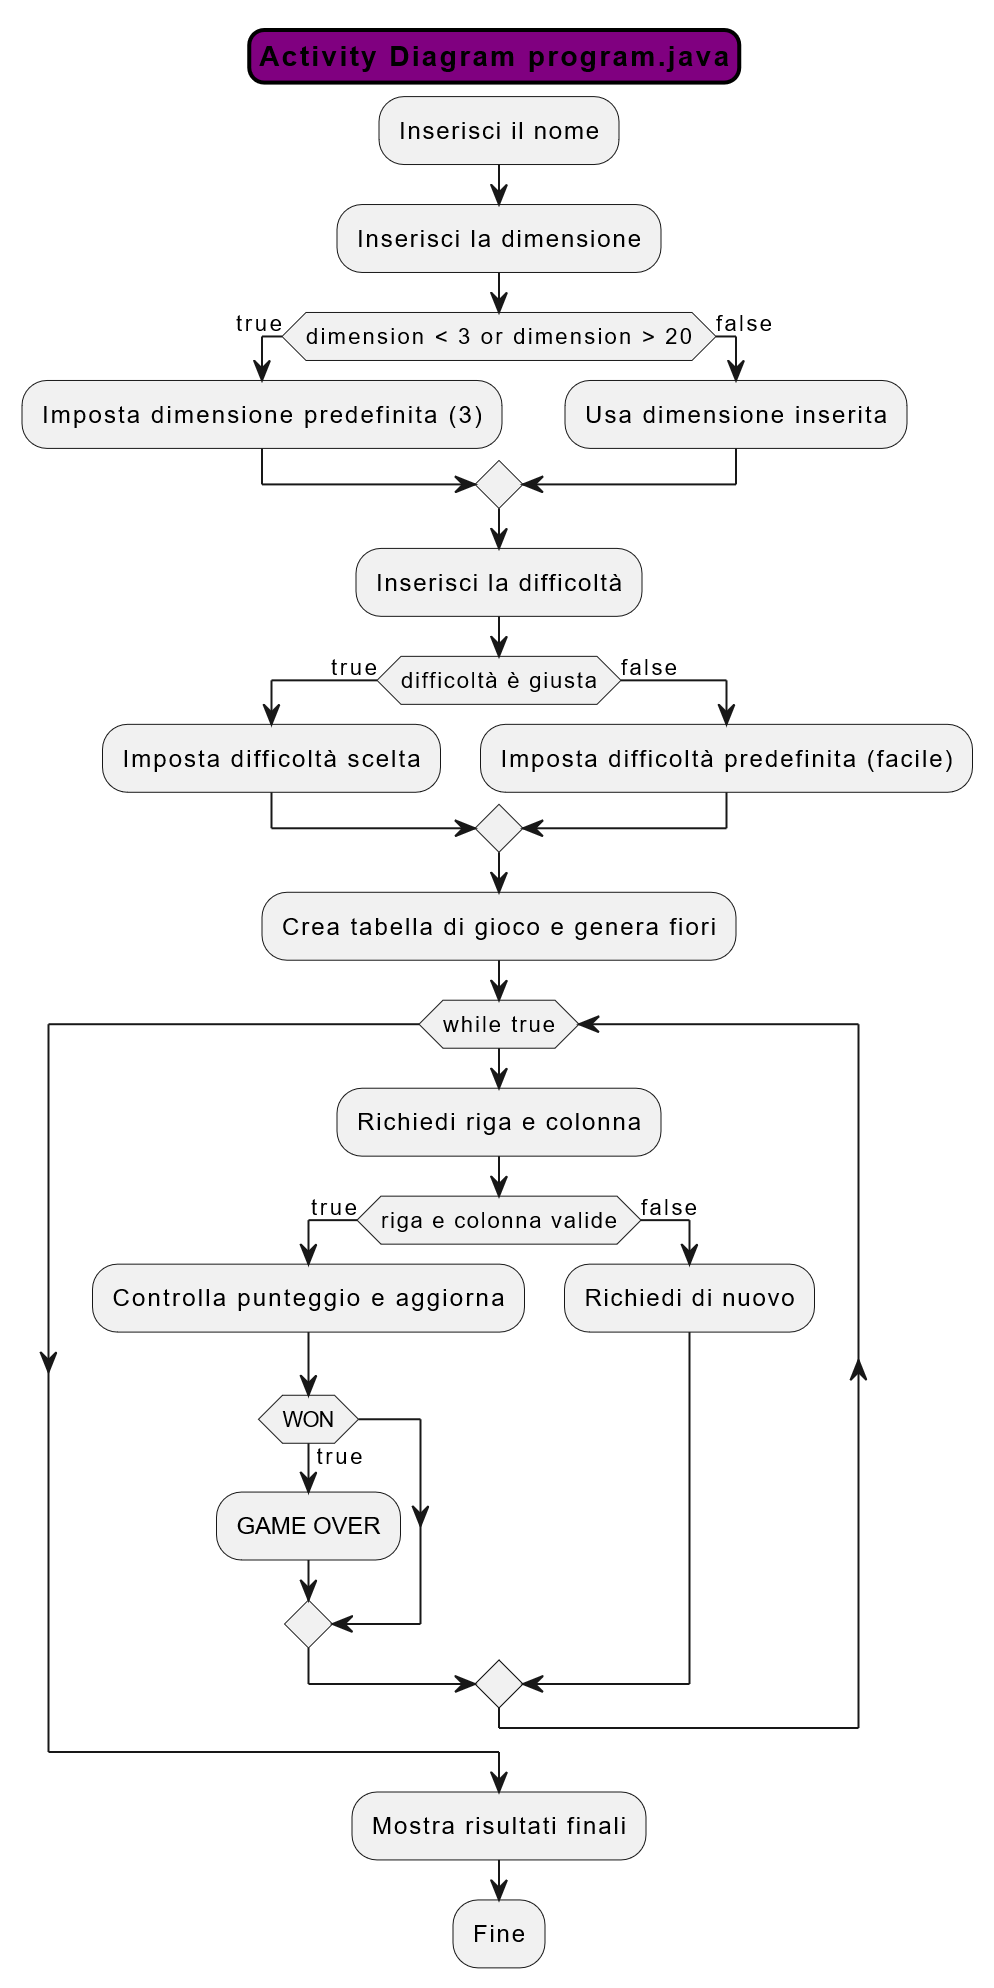 Activity Diagram program.java
Inserisci il nome
Inserisci la dimensione
true
dimension < 3 or dimension > 20
false
Imposta dimensione predefinita (3)
Usa dimensione inserita
Inserisci la difficoltà
true
difficoltà è giusta
false
Imposta difficoltà scelta
Imposta difficoltà predefinita (facile)
Crea tabella di gioco e genera fiori
while true
Richiedi riga e colonna
true
riga e colonna valide
false
Controlla punteggio e aggiorna
Richiedi di nuovo
WON
true
GAME OVER
Mostra risultati finali
Fine